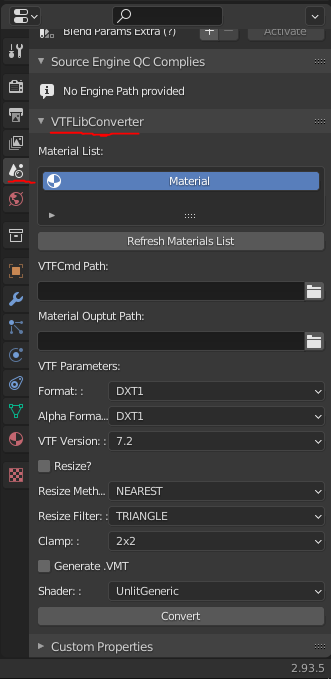 Blend Params Extra (?)
+
Activate
Source Engine QC Complies
No Engine Path provided
VTFLibConverter
Material List:
Material
Refresh Materials List
VTFCmd Path:
Material Ouptut Path:
VTF Parameters:
Format: : DXT1
Alpha Forma... DXT1
VTF Version: : 7.2
Resize?
Resize Meth... NEAREST
Resize Filter: : TRIANGLE
Clamp: : 2x2
Generate .VMT
Shader: : UnlitGeneric
Convert
Custom Properties
2.93.5